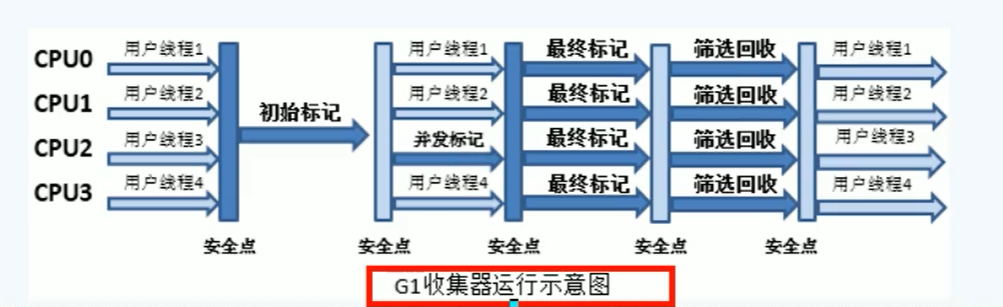 CPU0 用户线程1 用户线程1 最终标记 筛选回收 用户线程1
CPU1 用户线程2 初始标记 用户线程2 最终标记 筛选回收 用户线程2
CPU2 用户线程3 并发标记 最终标记 筛选回收 用户线程3
CPU3 用户线程4 用户线程4 最终标记 筛选回收 用户线程4
安全点 安全点 安全点 安全点 安全点
G1收集器运行示意图